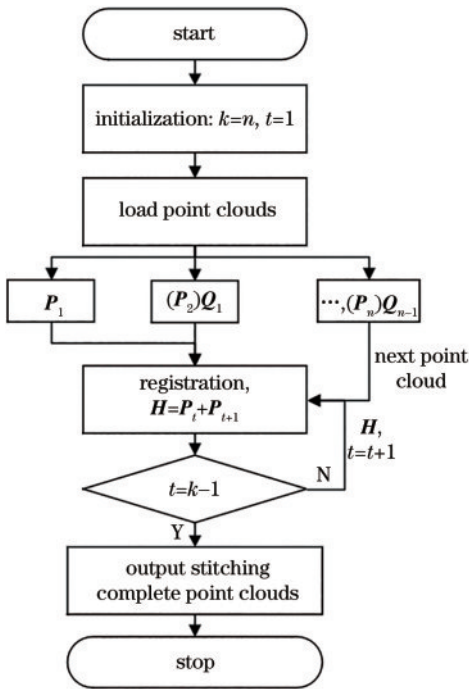 start
initialization: k=n, t=1
load point clouds
P₁
(P₂)Q₁
···,(Pₙ)Qₙ₋₁
next point
cloud
registration,
H=Pₜ+Pₜ₊₁
H,
t=t+1
t=k−1
N
Y
output stitching
complete point clouds
stop